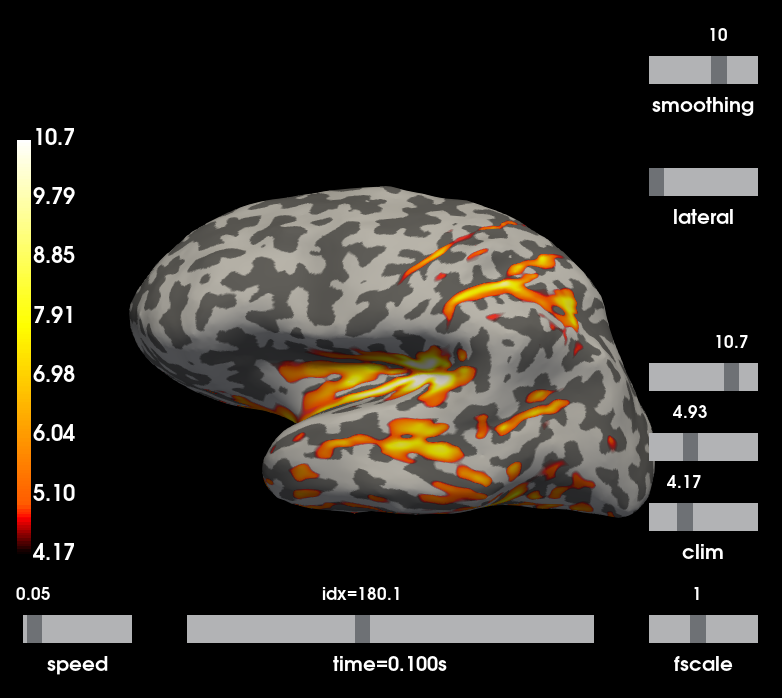 10
smoothing
lateral
10.7
9.79
8.85
7.91
6.98
6.04
5.10
4.17
10.7
4.93
4.17
clim
0.05
speed
idx=180.1
time=0.100s
1
fscale